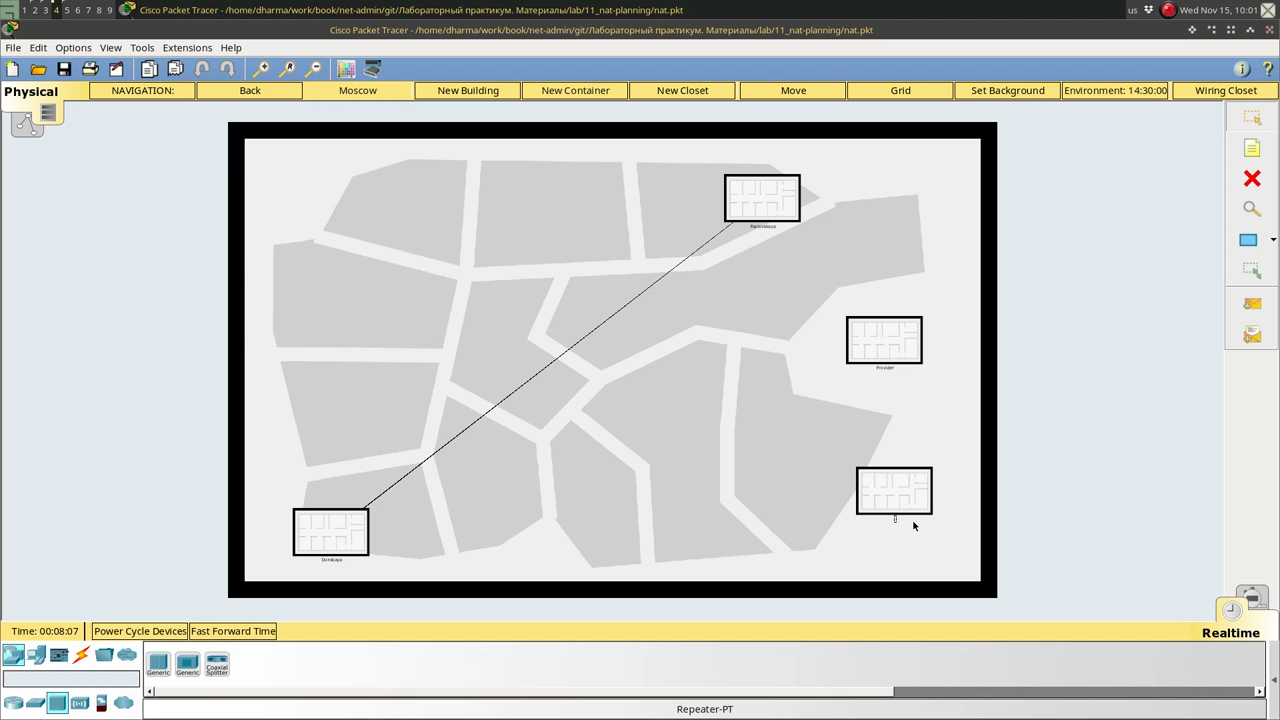 1 2 3 4 5 6 7 8 9 Cisco Packet Tracer - /home/dharma/work/book/net-admin/git/Лабораторный практикум. Материалы/lab/11_nat-planning/nat.pkt us Wed Nov 15, 10:01
Cisco Packet Tracer - /home/dharma/work/book/net-admin/git/Лабораторный практикум. Материалы/lab/11_nat-planning/nat.pkt
File Edit Options View Tools Extensions Help
Physical NAVIGATION: Back Moscow New Building New Container New Closet Move Grid Set Background Environment: 14:30:00 Wiring Closet
Pavlovskaya
Provider
Donskaya
Time: 00:08:07 Power Cycle Devices Fast Forward Time Realtime
Generic Generic Coaxial Splitter
Repeater-PT